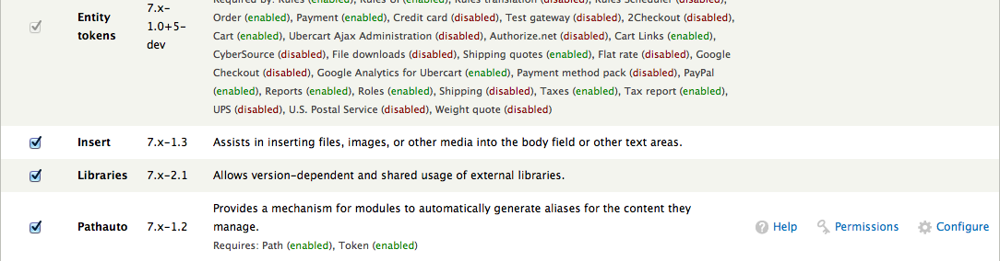 Required by: Rules (enabled), Rules UI (enabled), Rules translation (disabled), Rules Scheduler (disabled),
Entity tokens 7.x-1.0+5-dev
Order (enabled), Payment (enabled), Credit card (disabled), Test gateway (disabled), 2Checkout (disabled),
Cart (enabled), Ubercart Ajax Administration (disabled), Authorize.net (disabled), Cart Links (enabled),
CyberSource (disabled), File downloads (disabled), Shipping quotes (enabled), Flat rate (disabled), Google
Checkout (disabled), Google Analytics for Ubercart (enabled), Payment method pack (disabled), PayPal
(enabled), Reports (enabled), Roles (enabled), Shipping (disabled), Taxes (enabled), Tax report (enabled),
UPS (disabled), U.S. Postal Service (disabled), Weight quote (disabled)
Insert 7.x-1.3 Assists in inserting files, images, or other media into the body field or other text areas.
Libraries 7.x-2.1 Allows version-dependent and shared usage of external libraries.
Provides a mechanism for modules to automatically generate aliases for the content they
Pathauto 7.x-1.2 manage. Help Permissions Configure
Requires: Path (enabled), Token (enabled)